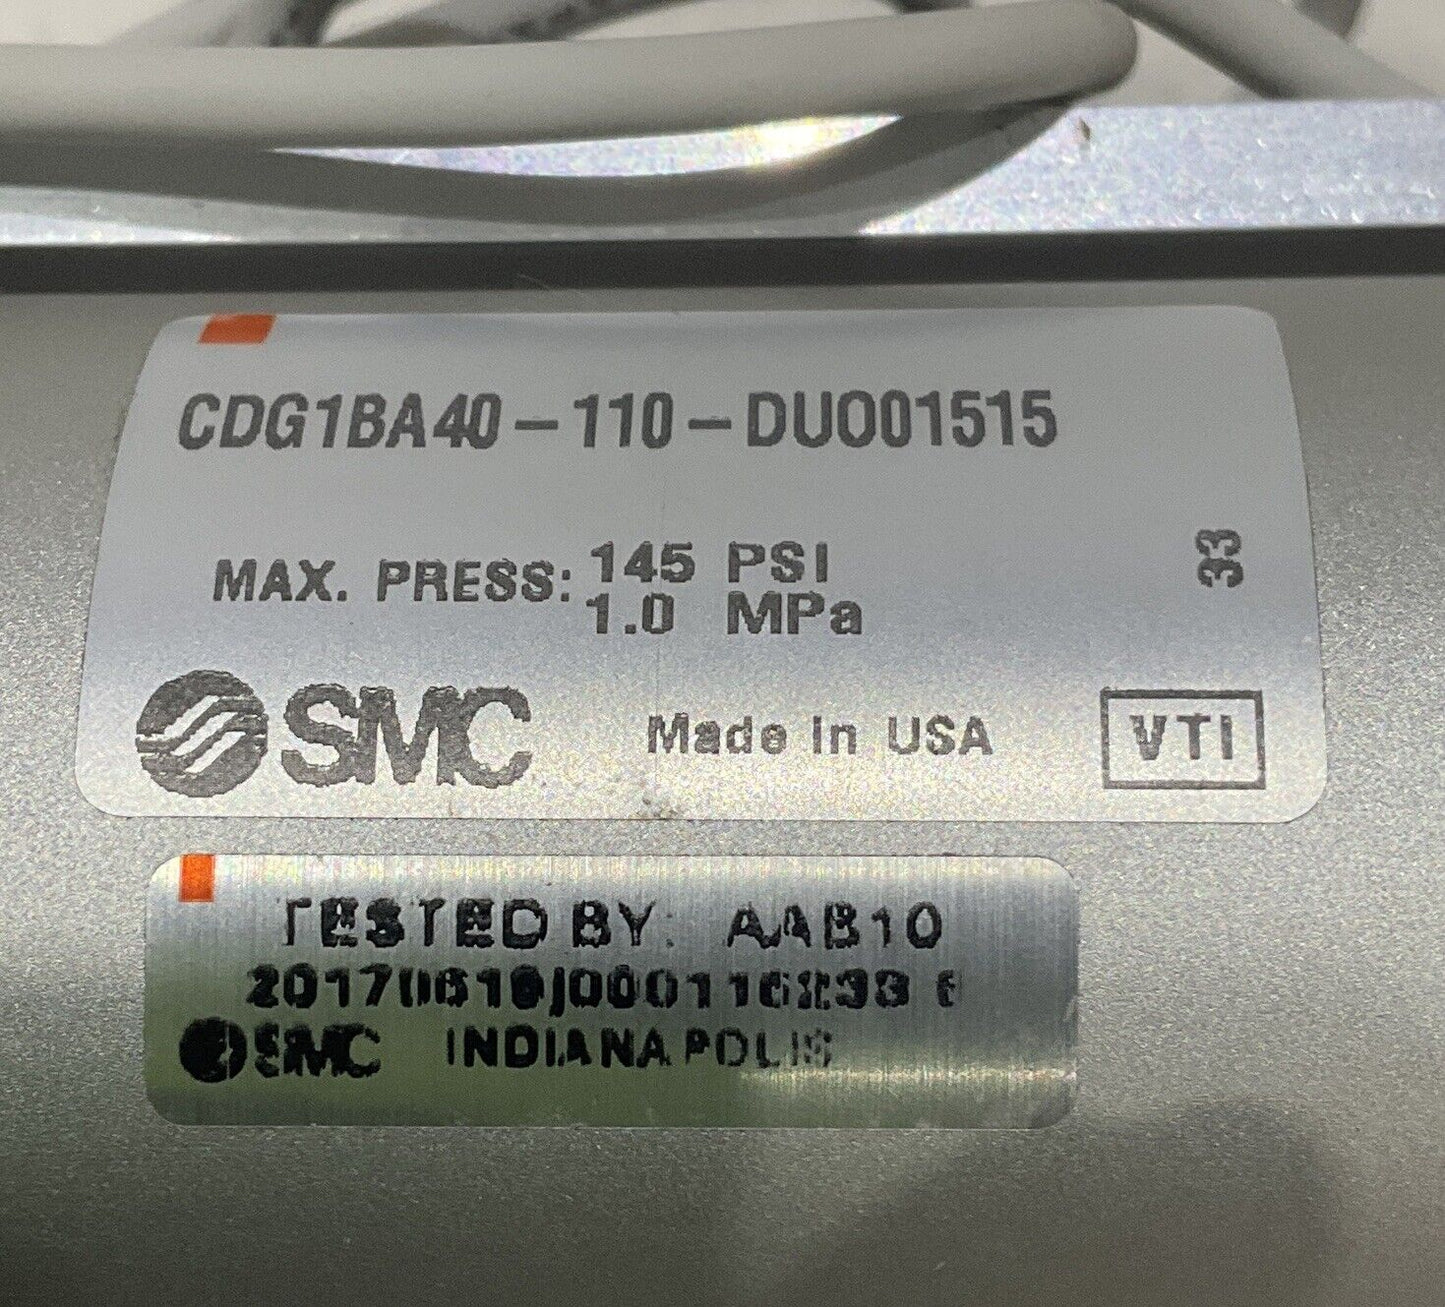 CDG1BA40-110-DUO01515
MAX. PRESS: 145 PSI
1.0 MPa
33
SMC Made in USA VTI
TESTED BY: AAB10
SMC INDIANAPOLIS